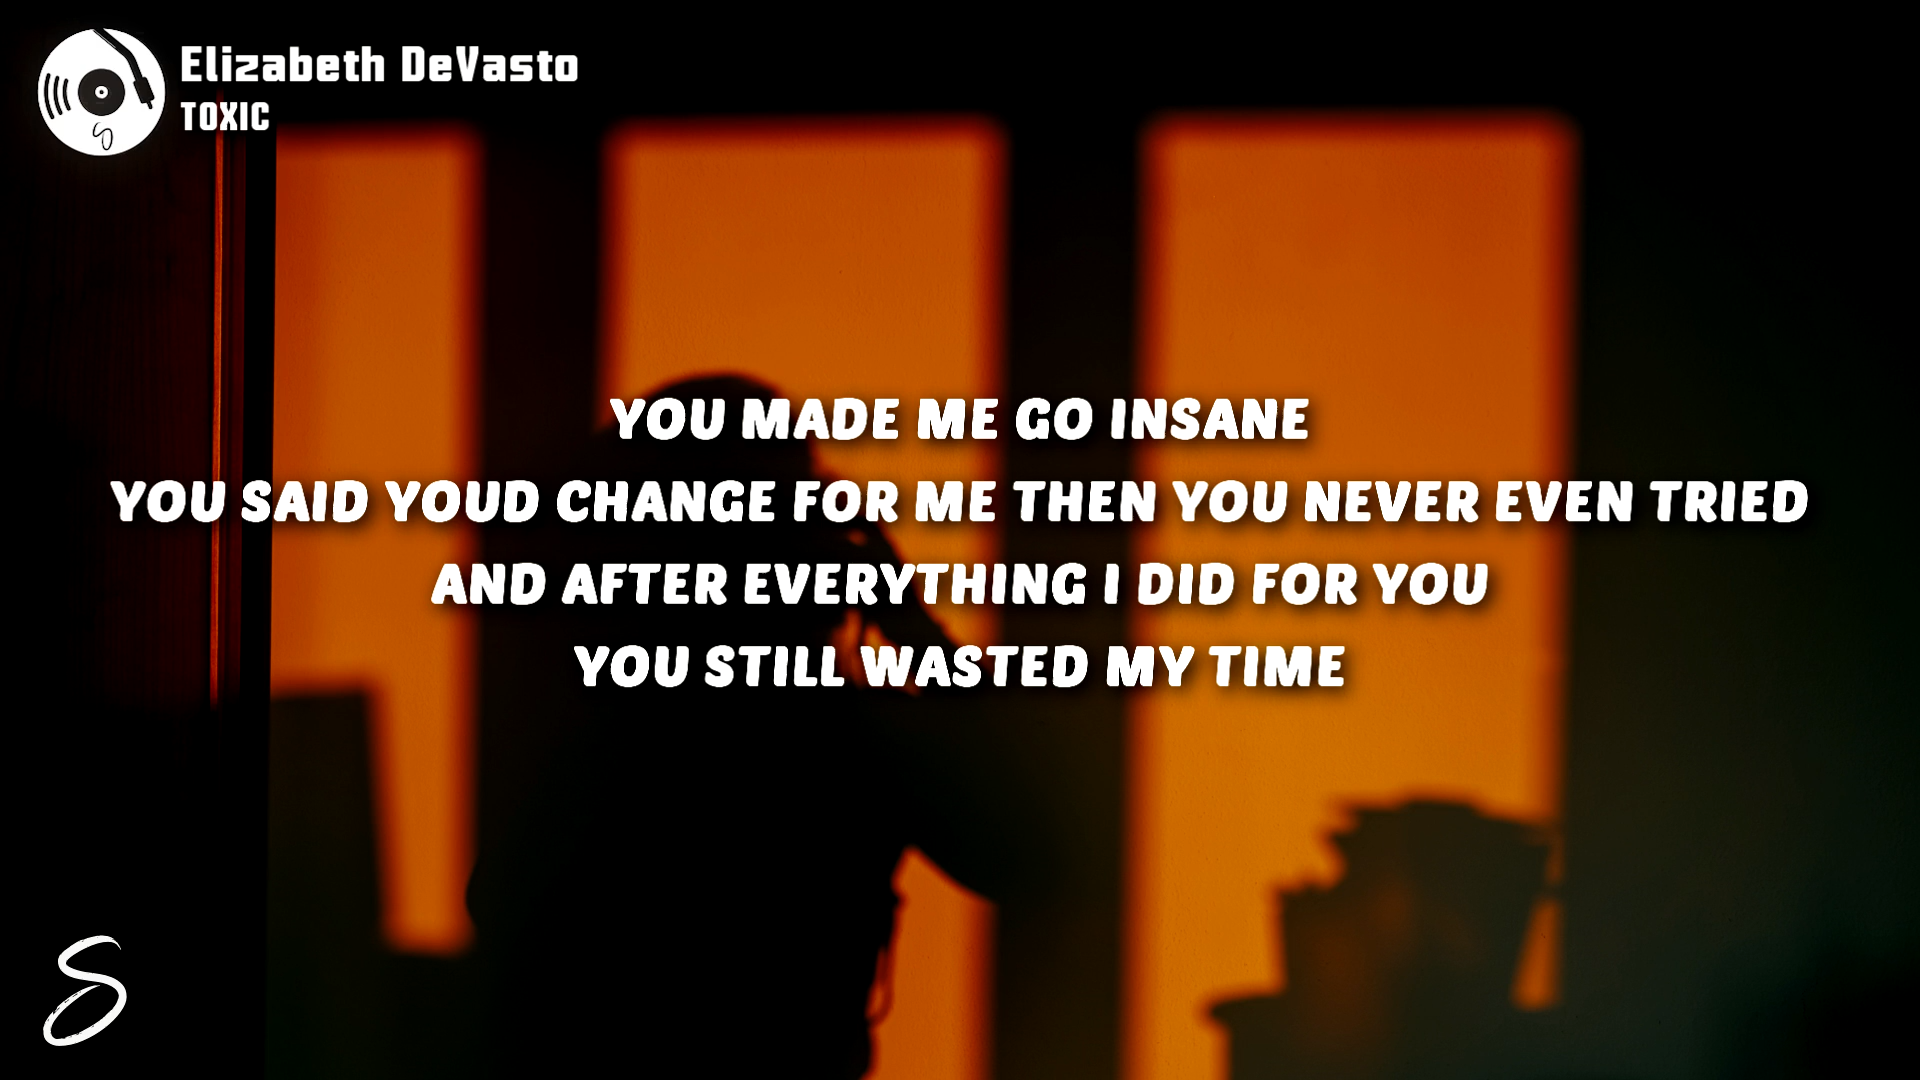 Elizabeth DeVasto
TOXIC
YOU MADE ME GO INSANE
YOU SAID YOUD CHANGE FOR ME THEN YOU NEVER EVEN TRIED
AND AFTER EVERYTHING I DID FOR YOU
YOU STILL WASTED MY TIME
S